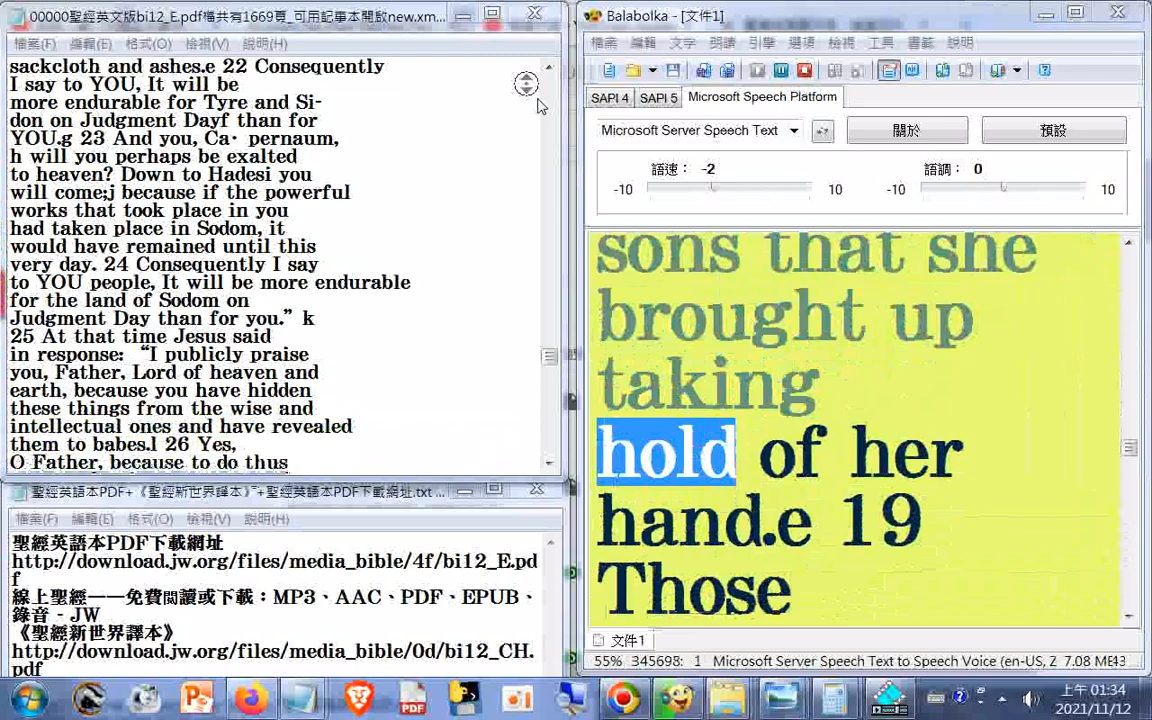 00000聖經英文版bi12_E.pdf檔共有1669頁_可用記事本開啟new.xm...
檔案(F) 編輯(E) 格式(O) 檢視(V) 說明(H)
sackcloth and ashes.e 22 Consequently
I say to YOU, It will be
more endurable for Tyre and Si-
don on Judgment Dayf than for
YOU.g 23 And you, Ca· pernaum,
h will you perhaps be exalted
to heaven? Down to Hadesi you
will come;j because if the powerful
works that took place in you
had taken place in Sodom, it
would have remained until this
very day. 24 Consequently I say
to YOU people, It will be more endurable
for the land of Sodom on
Judgment Day than for you.” k
25 At that time Jesus said
in response: “I publicly praise
you, Father, Lord of heaven and
earth, because you have hidden
these things from the wise and
intellectual ones and have revealed
them to babes.l 26 Yes,
O Father, because to do thus
聖經英語本PDF+《聖經新世界譯本》"+聖經英語本PDF下載網址.txt ...
檔案(F) 編輯(E) 格式(O) 檢視(V) 說明(H)
聖經英語本PDF下載網址
http://download.jw.org/files/media_bible/4f/bi12_E.pd
f
線上聖經——免費閱讀或下載：MP3、AAC、PDF、EPUB、
錄音 - JW
《聖經新世界譯本》
http://download.jw.org/files/media_bible/0d/bi12_CH.
pdf
Balabolka - [文件1]
檔案 編輯 文字 朗讀 引擎 選項 檢視 工具 書籤 說明
SAPI 4 SAPI 5 Microsoft Speech Platform
Microsoft Server Speech Text 關於 預設
語速： -2 語調： 0
-10 10 -10 10
sons that she
brought up
taking
hold of her
hand.e 19
Those
文件1
55% 345698: 1 Microsoft Server Speech Text to Speech Voice (en-US, Z 7.08 ME43
上午 01:34
2021/11/12